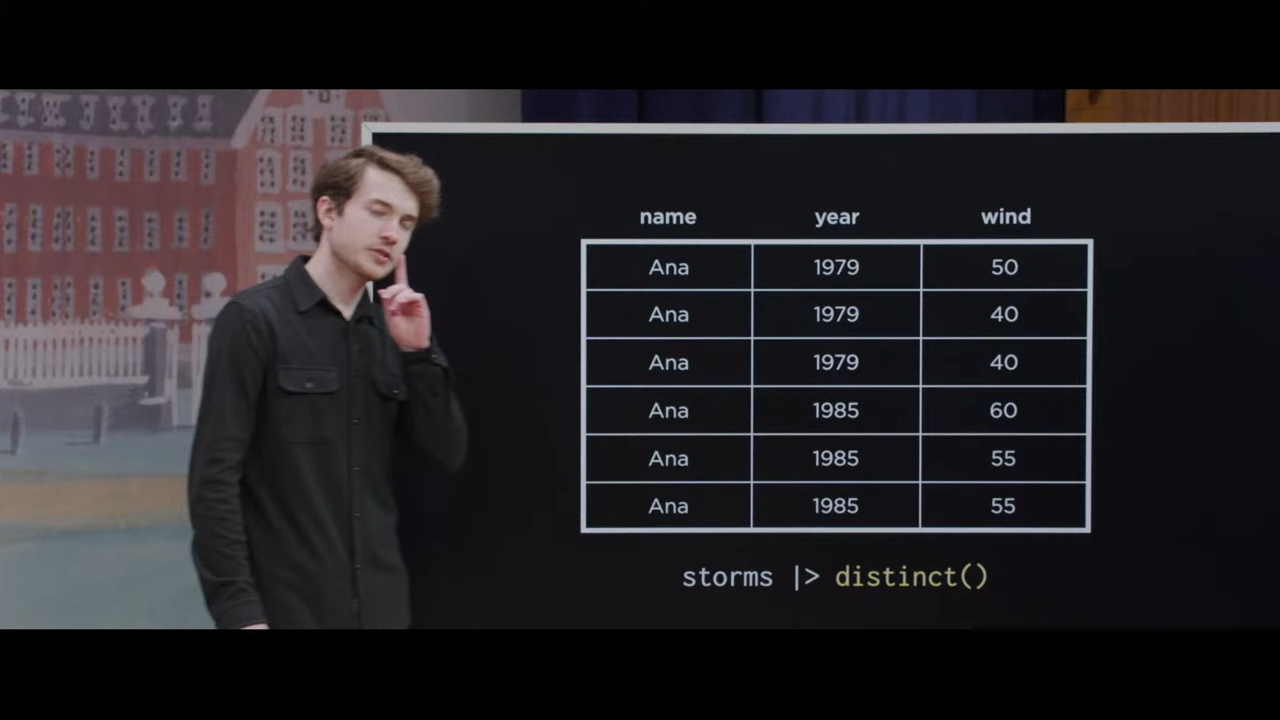 name year wind
Ana 1979 50
Ana 1979 40
Ana 1979 40
Ana 1985 60
Ana 1985 55
Ana 1985 55
storms |> distinct()